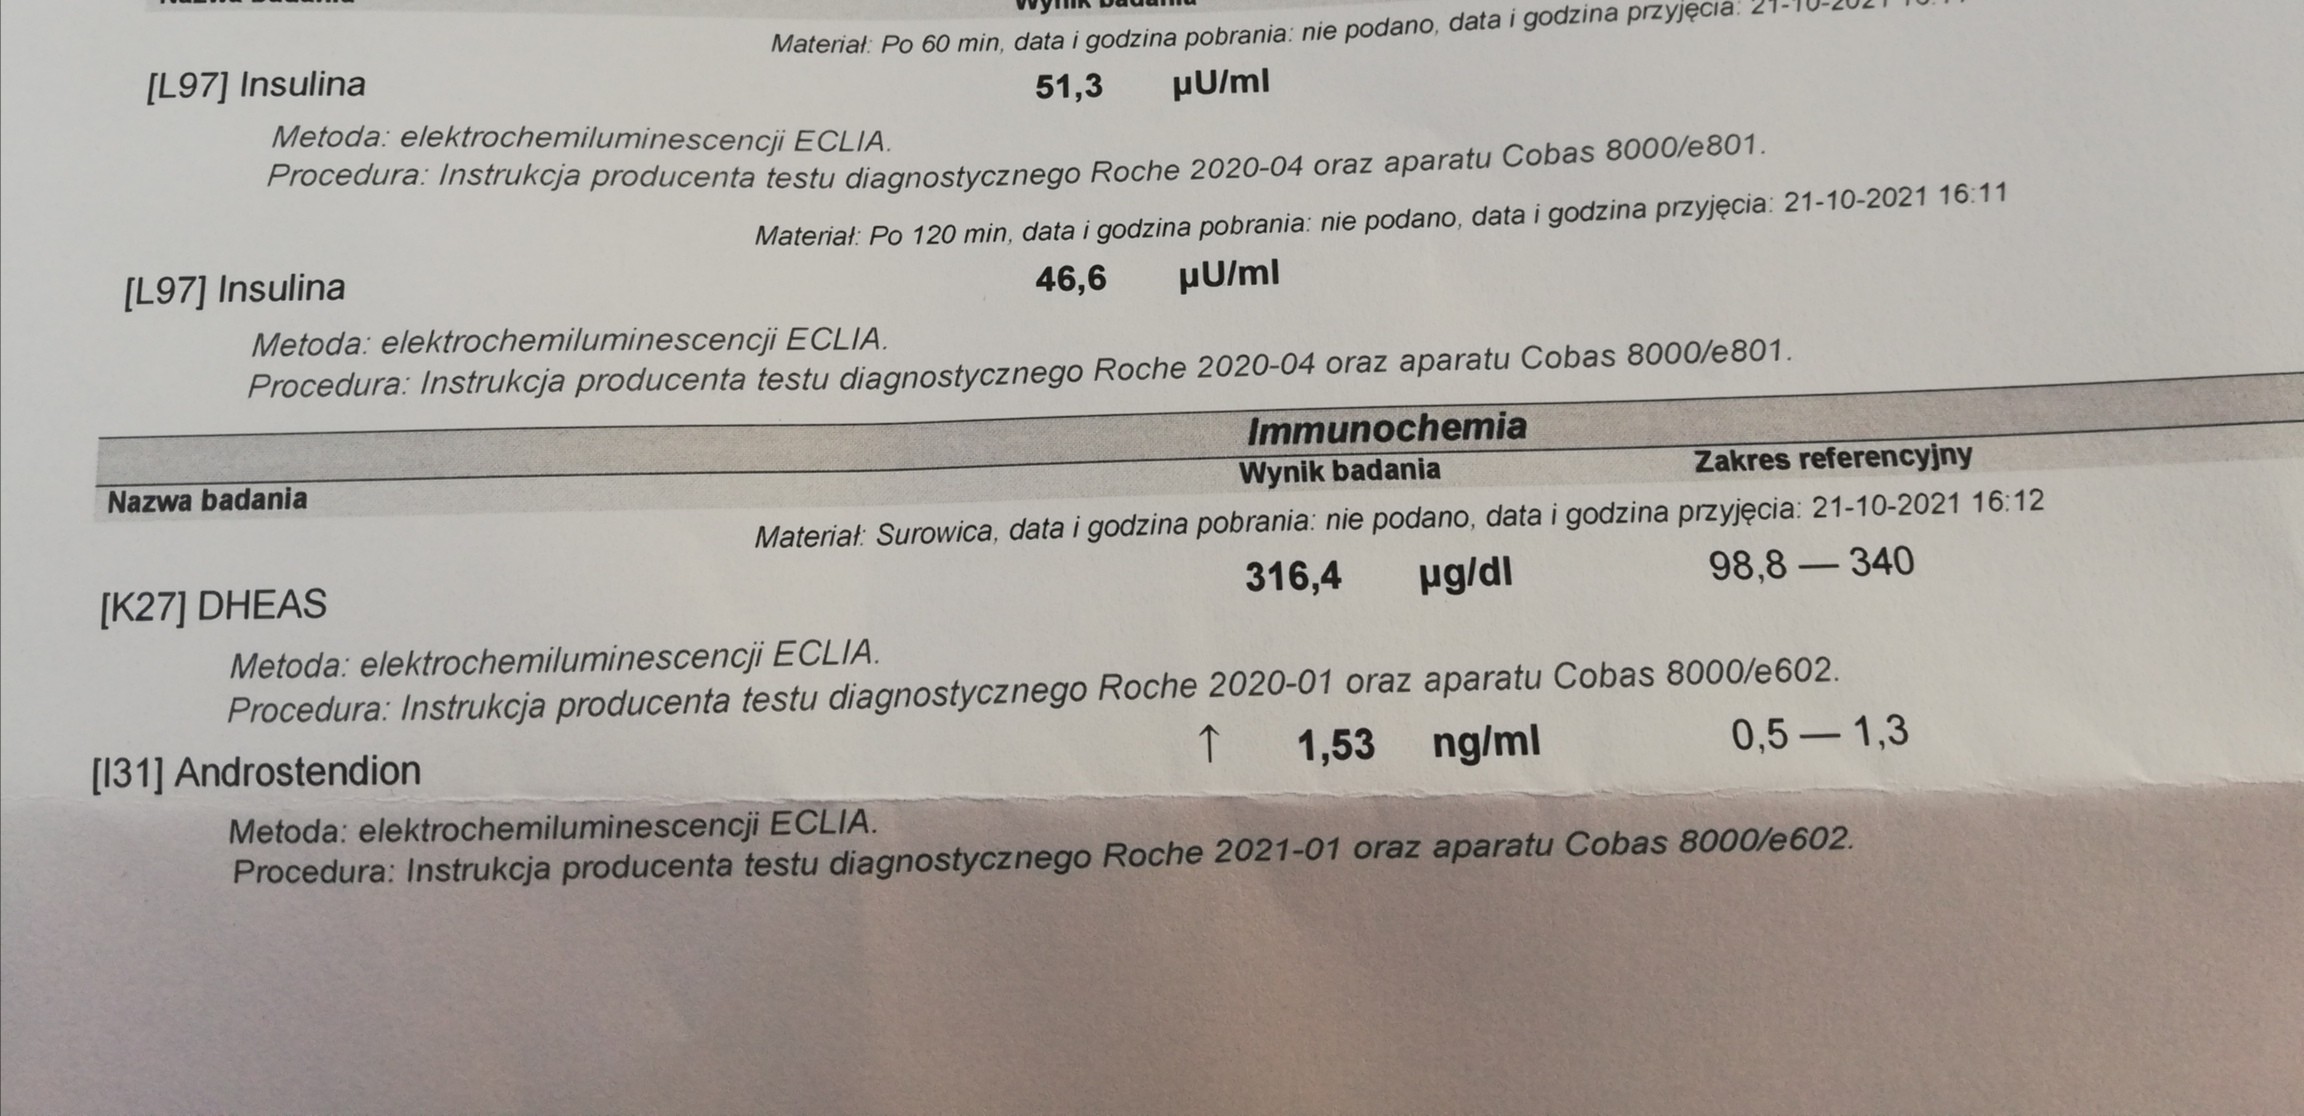 Nazwa badania Wynik badania
Materiał: Po 60 min, data i godzina pobrania: nie podano, data i godzina przyjęcia: 21-10-2021
[L97] Insulina 51,3 µU/ml
Metoda: elektrochemiluminescencji ECLIA.
Procedura: Instrukcja producenta testu diagnostycznego Roche 2020-04 oraz aparatu Cobas 8000/e801.
Materiał: Po 120 min, data i godzina pobrania: nie podano, data i godzina przyjęcia: 21-10-2021 16:11
[L97] Insulina 46,6 µU/ml
Metoda: elektrochemiluminescencji ECLIA.
Procedura: Instrukcja producenta testu diagnostycznego Roche 2020-04 oraz aparatu Cobas 8000/e801.
Immunochemia
Nazwa badania Wynik badania Zakres referencyjny
Materiał: Surowica, data i godzina pobrania: nie podano, data i godzina przyjęcia: 21-10-2021 16:12
[K27] DHEAS 316,4 µg/dl 98,8 — 340
Metoda: elektrochemiluminescencji ECLIA.
Procedura: Instrukcja producenta testu diagnostycznego Roche 2020-01 oraz aparatu Cobas 8000/e602.
[I31] Androstendion ↑ 1,53 ng/ml 0,5 — 1,3
Metoda: elektrochemiluminescencji ECLIA.
Procedura: Instrukcja producenta testu diagnostycznego Roche 2021-01 oraz aparatu Cobas 8000/e602.